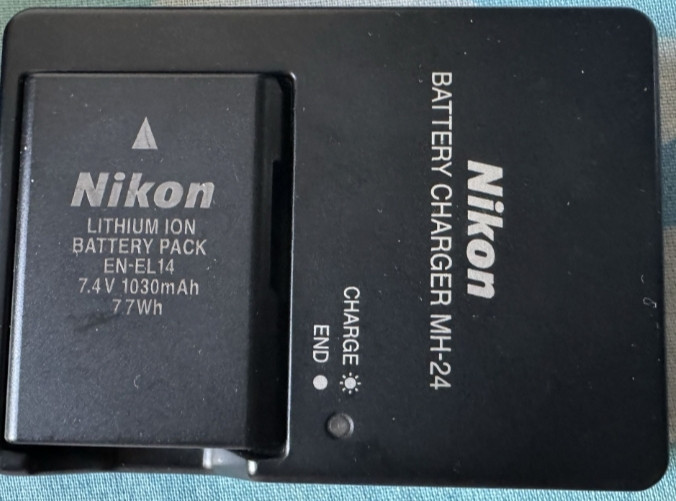 Nikon
LITHIUM ION
BATTERY PACK
EN-EL14
7.4V 1030mAh
7.7Wh
Nikon
BATTERY CHARGER MH-24
CHARGE
END